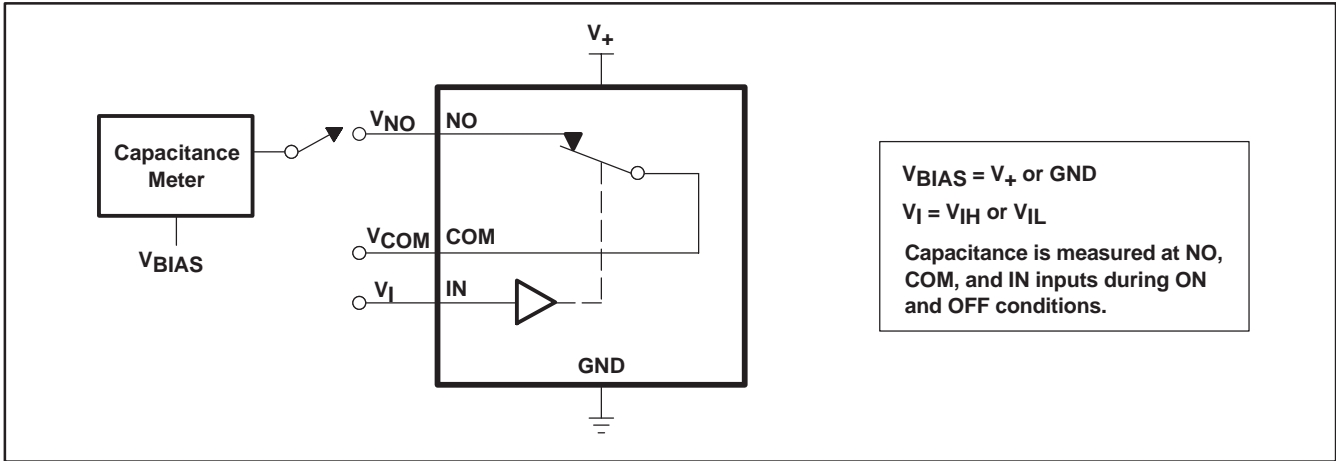 V+
VNO NO
Capacitance
Meter
VBIAS
VCOM COM
VI IN
GND
VBIAS = V+ or GND
VI = VIH or VIL
Capacitance is measured at NO,
COM, and IN inputs during ON
and OFF conditions.